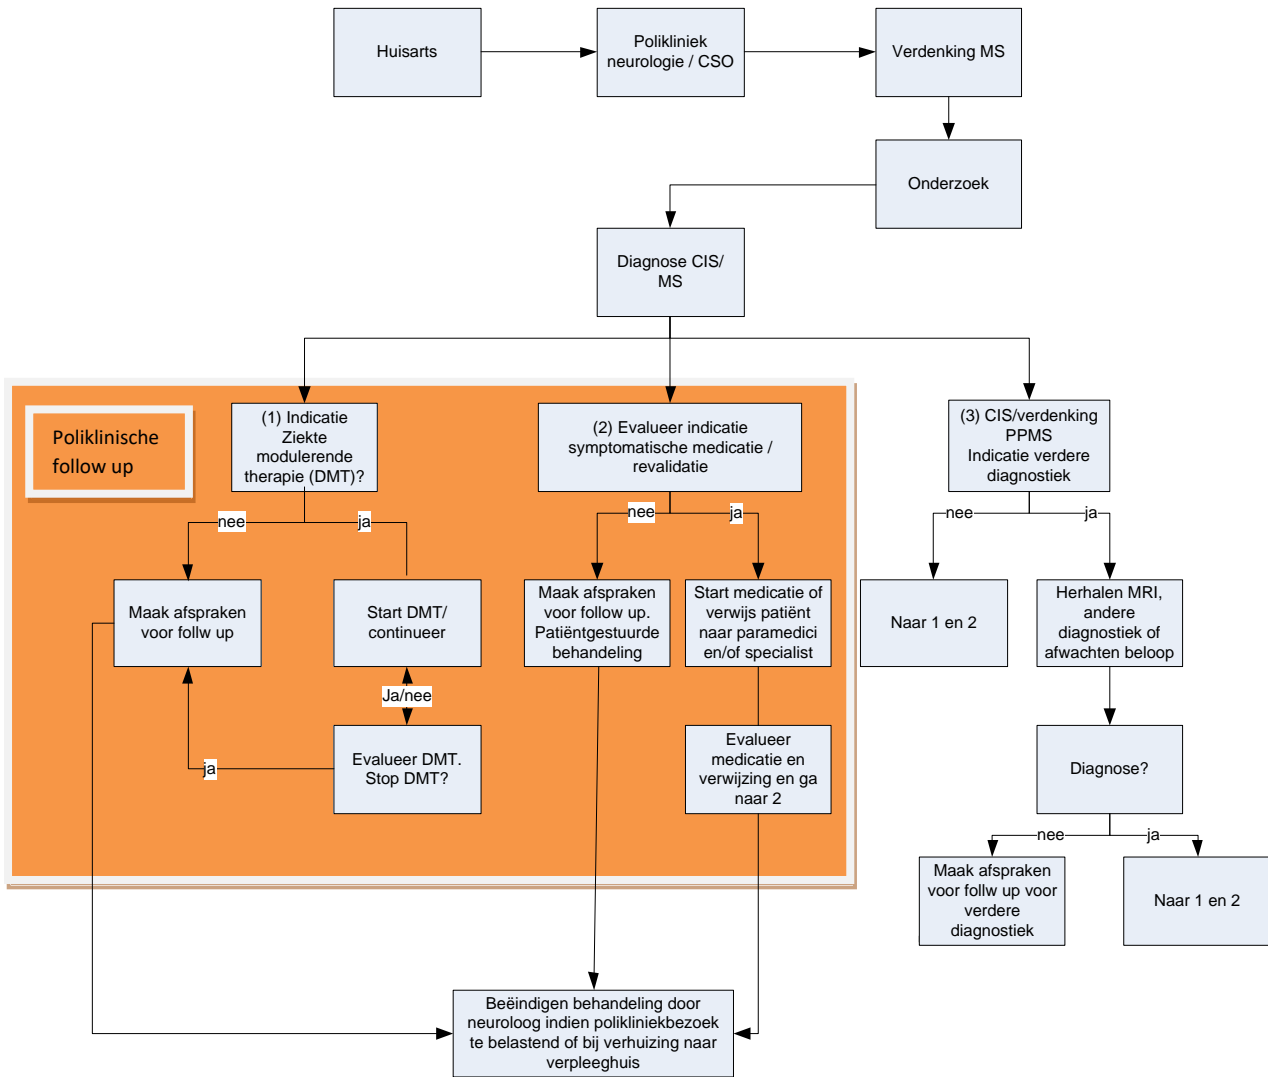 Huisarts
Polikliniek
neurologie / CSO
Verdenking MS
Onderzoek
Diagnose CIS/
MS
Poliklinische
follow up
(1) Indicatie
Ziekte
modulerende
therapie (DMT)?
(2) Evalueer indicatie
symptomatische medicatie /
revalidatie
(3) CIS/verdenking
PPMS
Indicatie verdere
diagnostiek
nee
ja
nee
ja
nee
ja
Maak afspraken
voor follw up
Start DMT/
continueer
Maak afspraken
voor follow up.
Patiëntgestuurde
behandeling
Start medicatie of
verwijs patiënt
naar paramedici
en/of specialist
Naar 1 en 2
Herhalen MRI,
andere
diagnostiek of
afwachten beloop
Ja/nee
ja
Evalueer DMT.
Stop DMT?
Evalueer
medicatie en
verwijzing en ga
naar 2
Diagnose?
nee
ja
Maak afspraken
voor follw up voor
verdere
diagnostiek
Naar 1 en 2
Beëindigen behandeling door
neuroloog indien polikliniekbezoek
te belastend of bij verhuizing naar
verpleeghuis